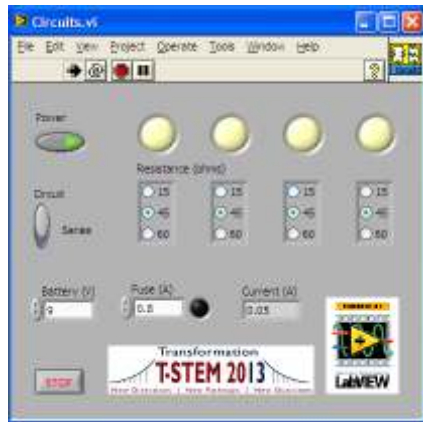 Circuits.vi
File Edit View Project Operate Tools Window Help
Power
Resistance (ohms)
15 15 15 15
Circuit
45 45 45 45
Series
60 60 60 60
Battery (V) Fuse (A) Current (A)
9 0.8 0.05
Transformation
T-STEM 2013
STOP
LabVIEW